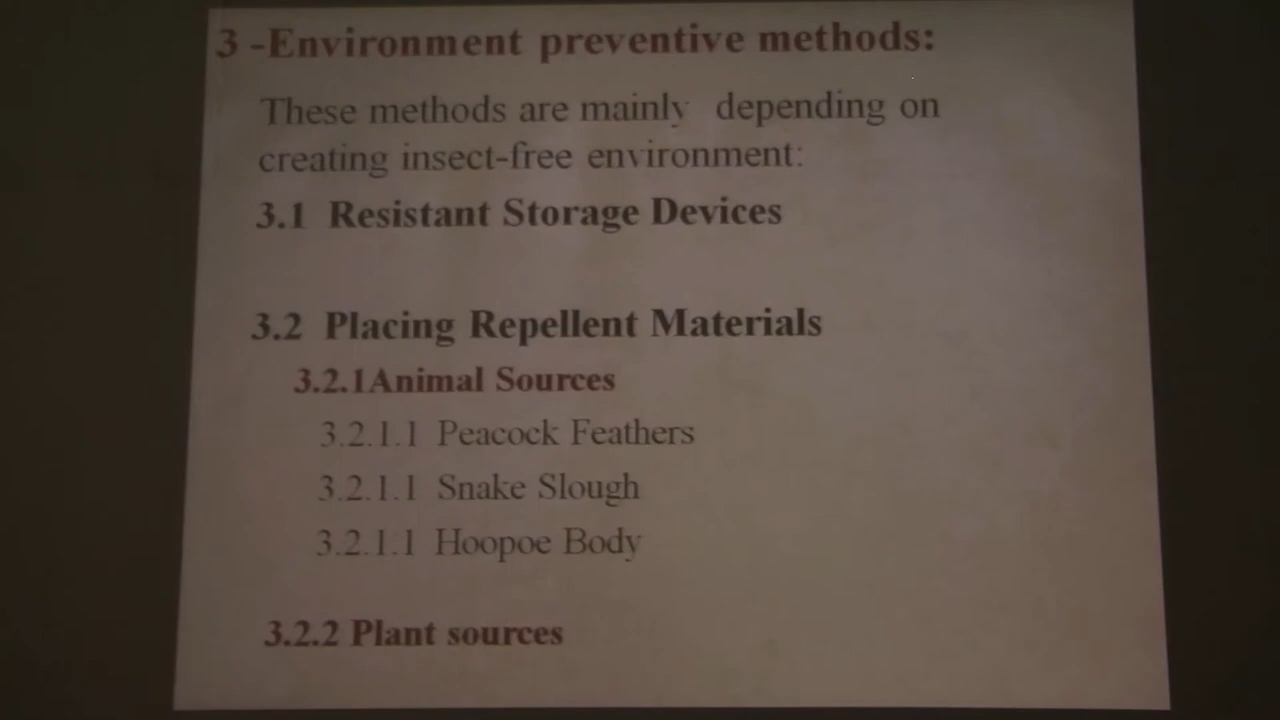 3 -Environment preventive methods:
These methods are mainly depending on
creating insect-free environment:
3.1 Resistant Storage Devices
3.2 Placing Repellent Materials
3.2.1Animal Sources
3.2.1.1 Peacock Feathers
3.2.1.1 Snake Slough
3.2.1.1 Hoopoe Body
3.2.2 Plant sources